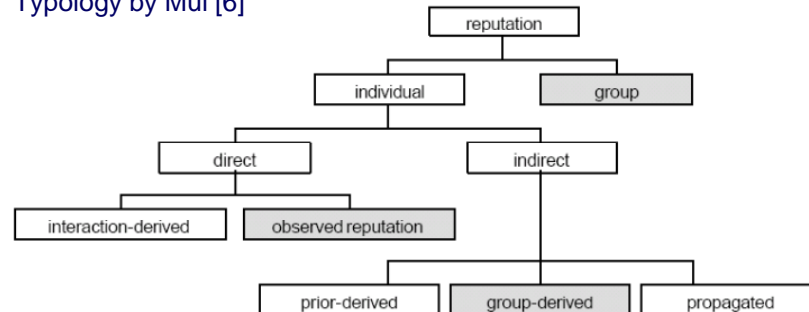 Typology by Mui [6]
reputation
individual
group
direct
indirect
interaction-derived
observed reputation
prior-derived
group-derived
propagated